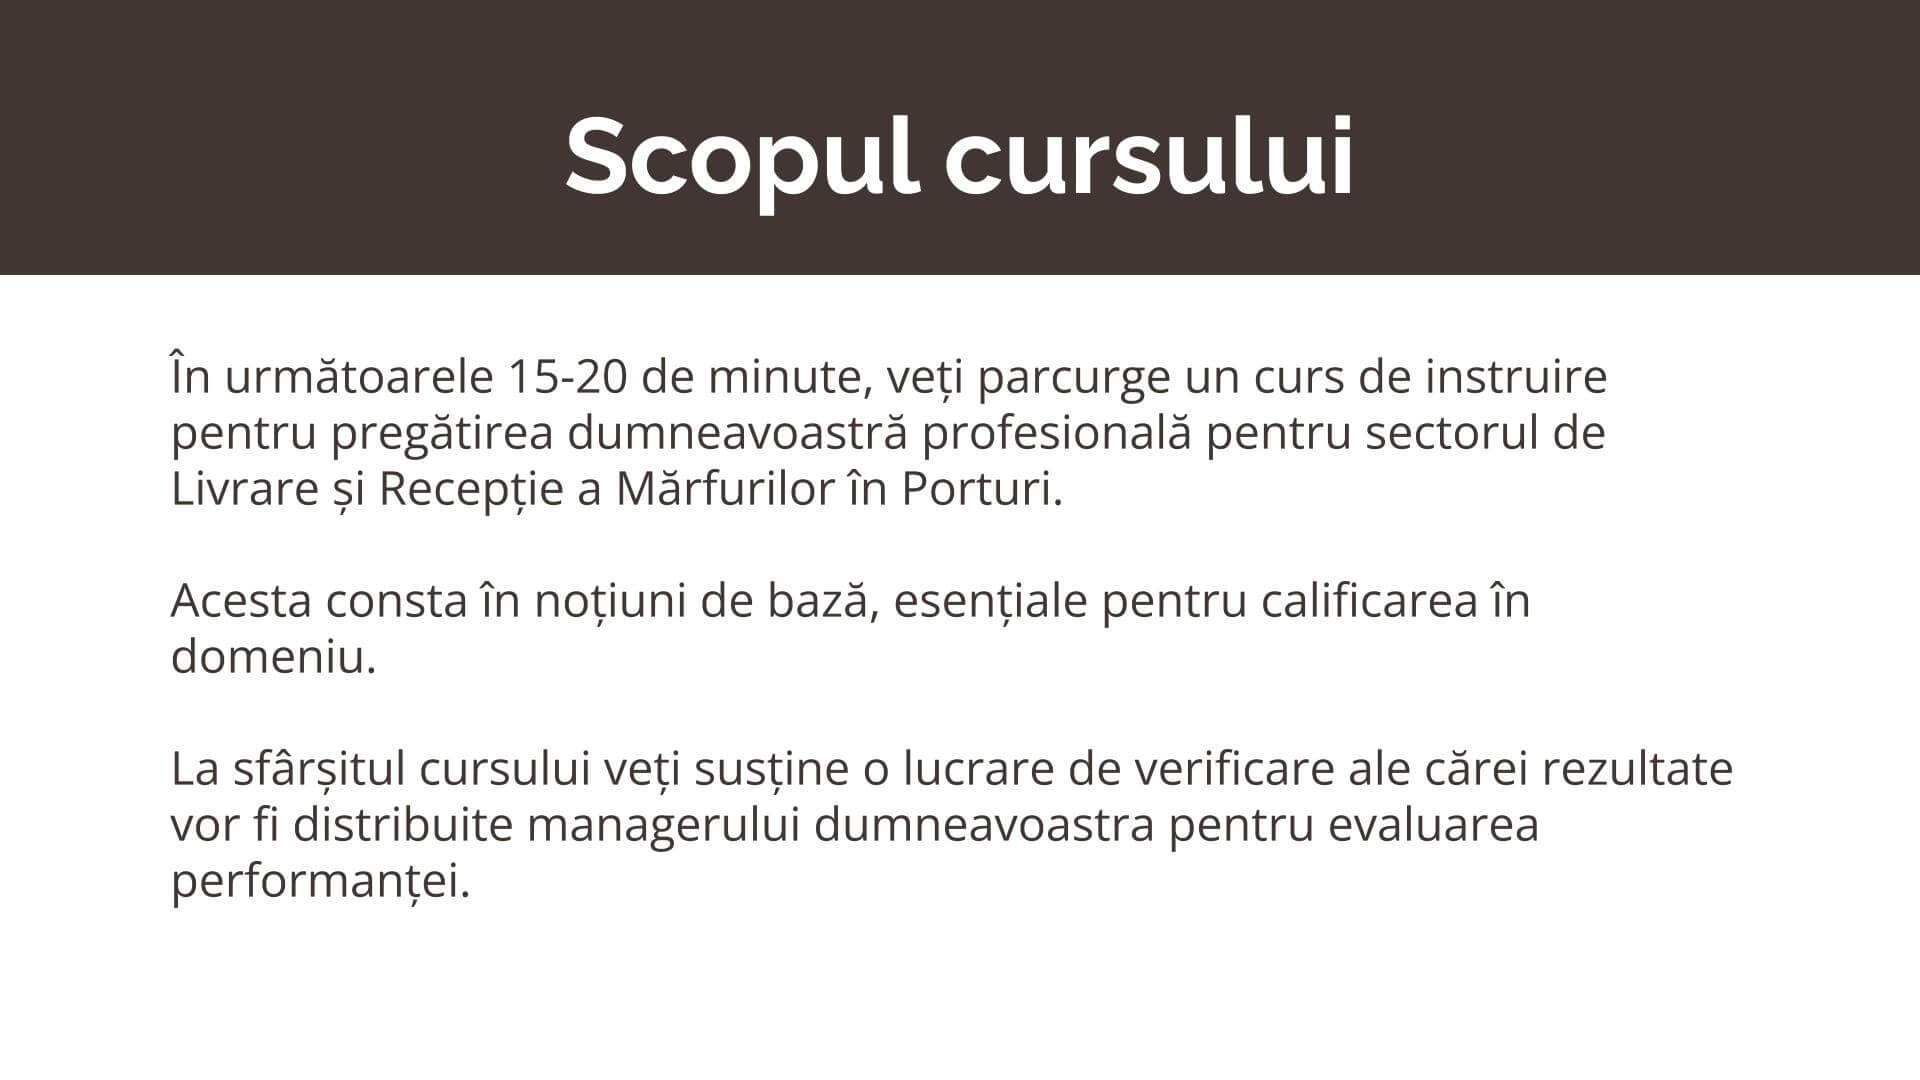 Scopul cursului
În următoarele 15-20 de minute, veți parcurge un curs de instruire
pentru pregătirea dumneavoastră profesională pentru sectorul de
Livrare și Recepție a Mărfurilor în Porturi.
Acesta consta în noțiuni de bază, esențiale pentru calificarea în
domeniu.
La sfârșitul cursului veți susține o lucrare de verificare ale cărei rezultate
vor fi distribuite managerului dumneavoastra pentru evaluarea
performanței.